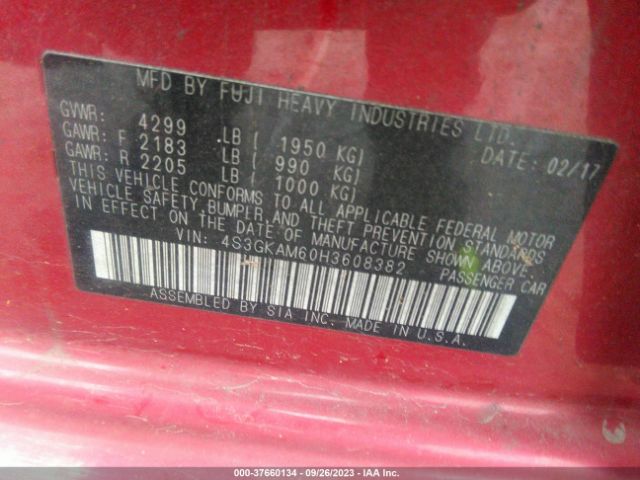 MFD BY FUJI HEAVY INDUSTRIES LTD.
GVWR: 4299 LB ( 1950 KG) DATE: 02/17
GAWR: F 2183 LB ( 990 KG)
GAWR: R 2205 LB ( 1000 KG)
THIS VEHICLE CONFORMS TO ALL APPLICABLE FEDERAL MOTOR
VEHICLE SAFETY, BUMPER, AND THEFT PREVENTION STANDARDS
IN EFFECT ON THE DATE OF MANUFACTURE SHOWN ABOVE.
VIN: 4S3GKAM60H3608382 PASSENGER CAR
ASSEMBLED BY SIA INC. MADE IN U.S.A.
3
000-37660134 - 09/26/2023 - IAA Inc.